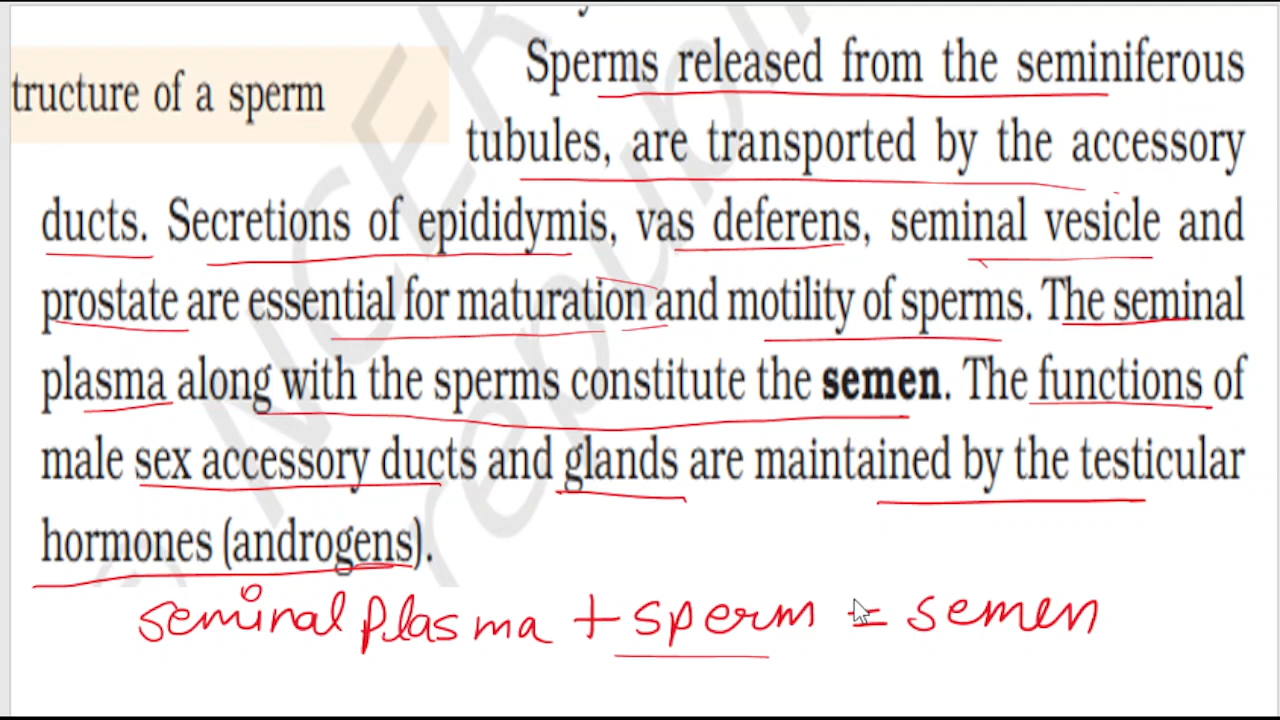 Sperms released from the seminiferous
tructure of a sperm
tubules, are transported by the accessory
ducts. Secretions of epididymis, vas deferens, seminal vesicle and
prostate are essential for maturation and motility of sperms. The seminal
plasma along with the sperms constitute the semen. The functions of
male sex accessory ducts and glands are maintained by the testicular
hormones (androgens).
seminal plasma + sperm = semen